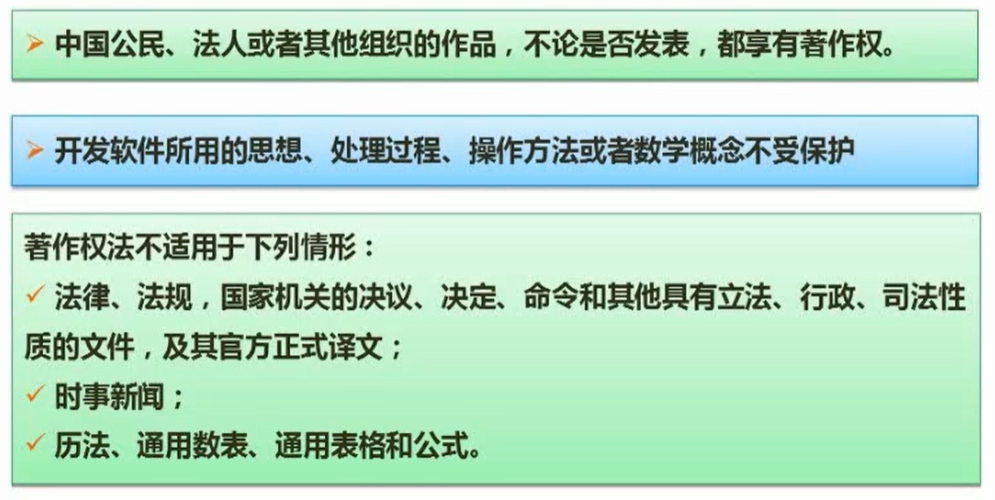 ➢ 中国公民、法人或者其他组织的作品，不论是否发表，都享有著作权。
➢ 开发软件所用的思想、处理过程、操作方法或者数学概念不受保护
著作权法不适用于下列情形：
✓ 法律、法规，国家机关的决议、决定、命令和其他具有立法、行政、司法性
质的文件，及其官方正式译文；
✓ 时事新闻；
✓ 历法、通用数表、通用表格和公式。